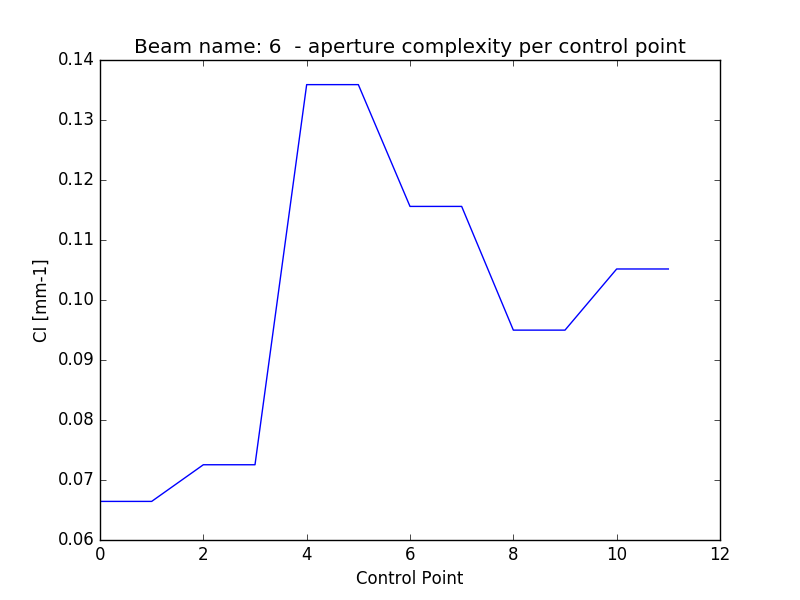 Beam name: 6  - aperture complexity per control point
0.14
0.13
0.12
0.11
0.10
0.09
0.08
0.07
0.06
CI [mm-1]
0 2 4 6 8 10 12
Control Point